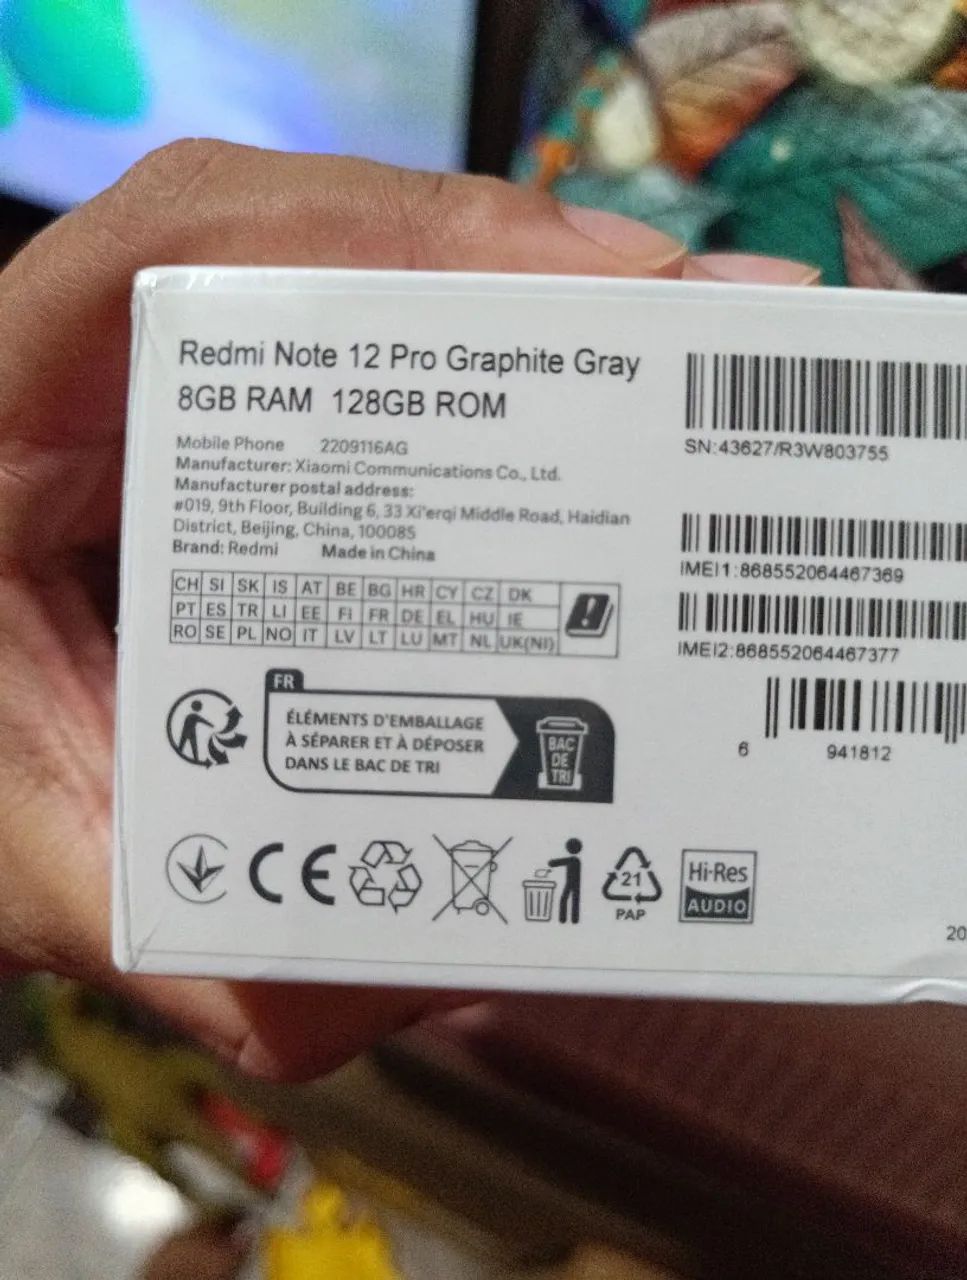 Redmi Note 12 Pro Graphite Gray
8GB RAM 128GB ROM
Mobile Phone 2209116AG
Manufacturer: Xiaomi Communications Co., Ltd.
Manufacturer postal address:
#019, 9th Floor, Building 6, 33 Xi'erqi Middle Road, Haidian
District, Beijing, China, 100085
Brand: Redmi Made in China
CH SI SK IS AT BE BG HR CY CZ DK
PT ES TR LI EE FI FR DE EL HU IE
RO SE PL NO IT LV LT LU MT NL UK(NI)
FR
ÉLÉMENTS D'EMBALLAGE
À SÉPARER ET À DÉPOSER
DANS LE BAC DE TRI
BAC
DE
TRI
CE
21
PAP
Hi-Res
AUDIO
SN:43627/R3W803755
IMEI1:868552064467369
IMEI2:868552064467377
6 941812
20